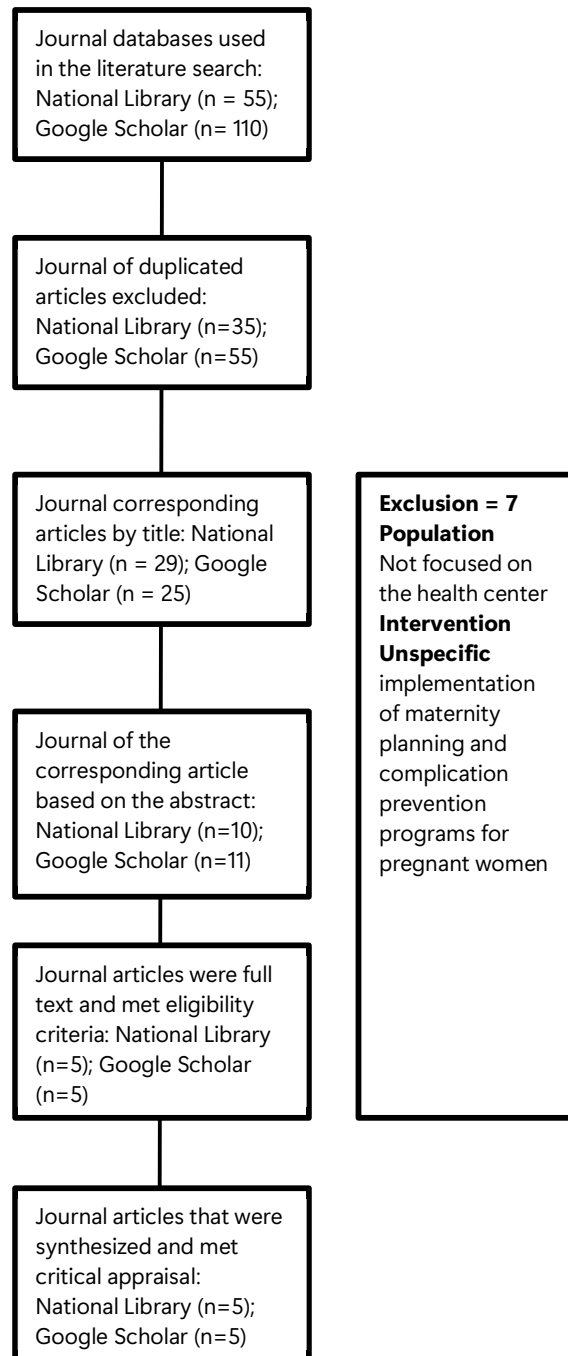 Journal databases used
in the literature search:
National Library (n = 55);
Google Scholar (n= 110)
Journal of duplicated
articles excluded:
National Library (n=35);
Google Scholar (n=55)
Journal corresponding
articles by title: National
Library (n = 29); Google
Scholar (n = 25)
Exclusion = 7
Population
Not focused on
the health center
Intervention
Unspecific
implementation
of maternity
planning and
complication
prevention
programs for
pregnant women
Journal of the
corresponding article
based on the abstract:
National Library (n=10);
Google Scholar (n=11)
Journal articles were full
text and met eligibility
criteria: National Library
(n=5); Google Scholar
(n=5)
Journal articles that were
synthesized and met
critical appraisal:
National Library (n=5);
Google Scholar (n=5)